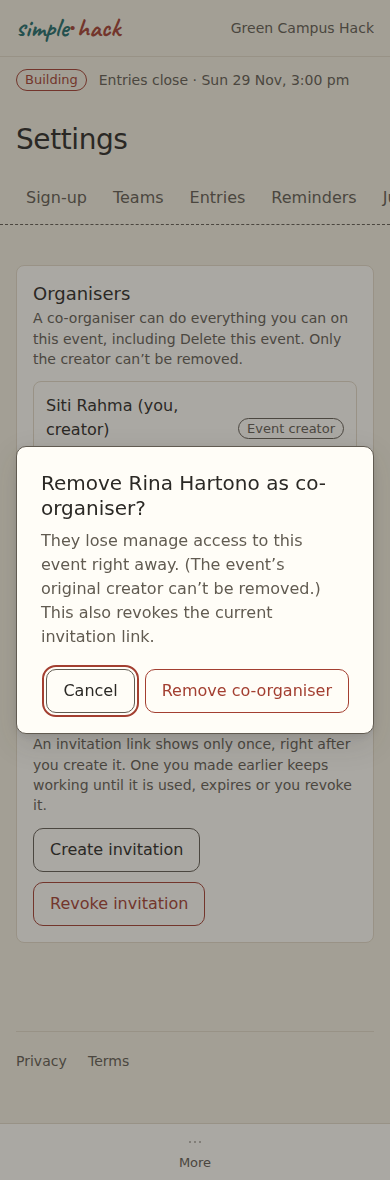 simple·hack
Green Campus Hack
Building
Entries close · Sun 29 Nov, 3:00 pm
Settings
Sign-up
Teams
Entries
Reminders
Organisers
A co-organiser can do everything you can on
this event, including Delete this event. Only
the creator can’t be removed.
Siti Rahma (you,
creator)
Event creator
Remove Rina Hartono as co-
organiser?
They lose manage access to this
event right away. (The event’s
original creator can’t be removed.)
This also revokes the current
invitation link.
Cancel
Remove co-organiser
An invitation link shows only once, right after
you create it. One you made earlier keeps
working until it is used, expires or you revoke
it.
Create invitation
Revoke invitation
Privacy
Terms
...
More